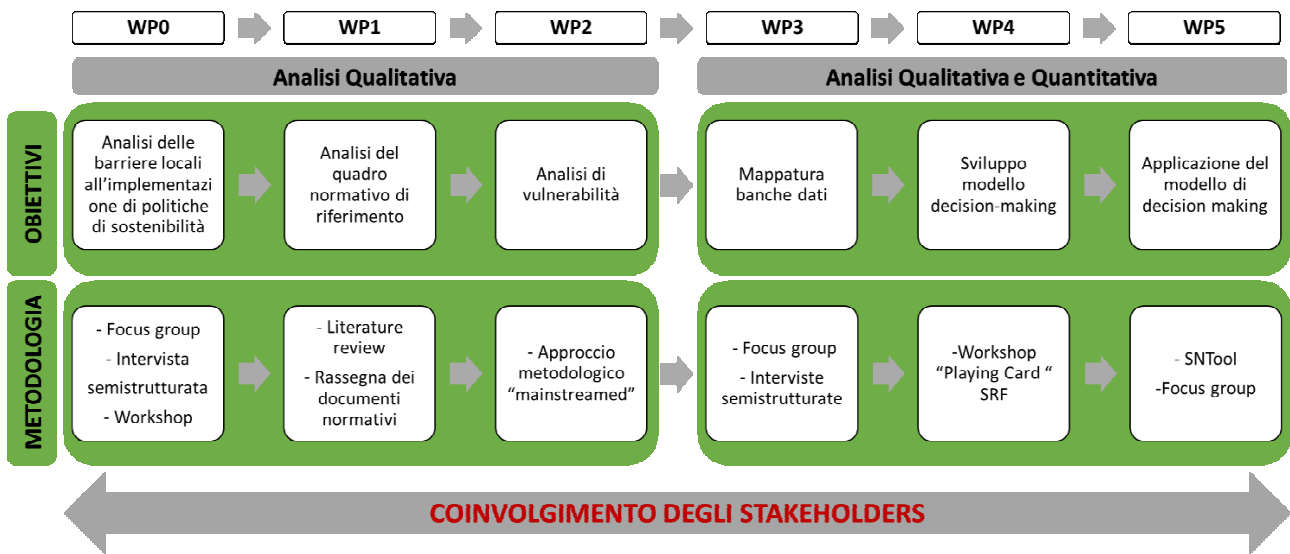 WP0
WP1
WP2
WP3
WP4
WP5
Analisi Qualitativa
Analisi Qualitativa e Quantitativa
OBIETTIVI
Analisi delle
barriere locali
all'implementazi
one di politiche
di sostenibilità
Analisi del
quadro
normativo di
riferimento
Analisi di
vulnerabilità
Mappatura
banche dati
Sviluppo
modello
decision-making
Applicazione del
modello di
decision making
METODOLOGIA
- Focus group
- Intervista
semistrutturata
- Workshop
- Literature
review
- Rassegna dei
documenti
normativi
- Approccio
metodologico
"mainstreamed"
- Focus group
- Interviste
semistrutturate
-Workshop
"Playing Card "
SRF
- SNTool
-Focus group
COINVOLGIMENTO DEGLI STAKEHOLDERS